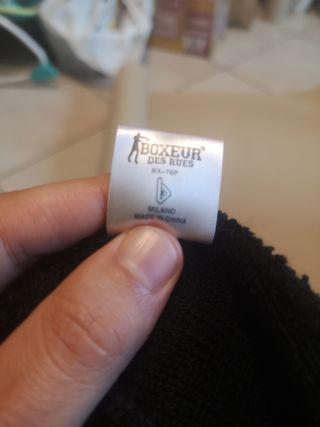 BOXEUR®
DES RUES
BX-76P
MILANO
MADE IN CHINA